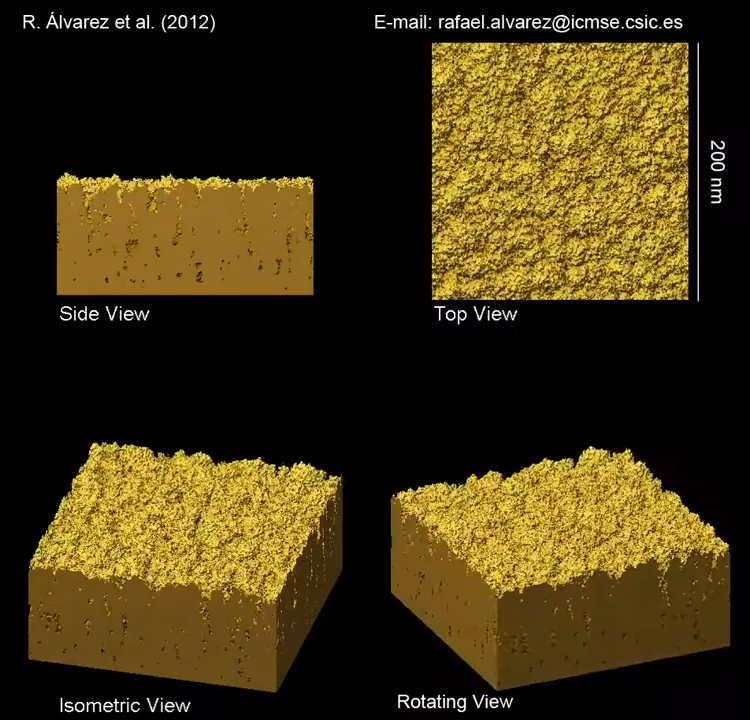 R. Álvarez et al. (2012)
E-mail: rafael.alvarez@icmse.csic.es
200 nm
Side View
Top View
Isometric View
Rotating View